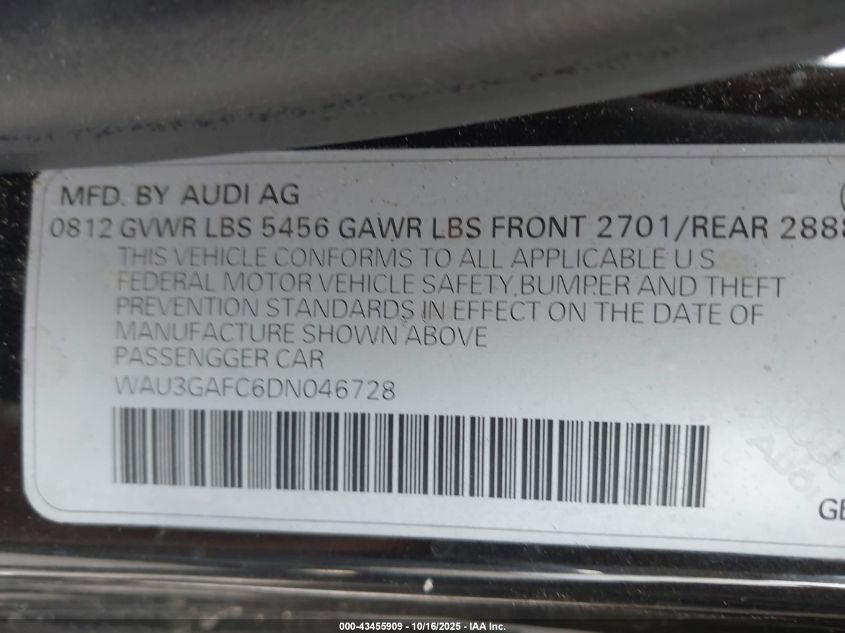 MFD. BY AUDI AG
0812 GVWR LBS 5456 GAWR LBS FRONT 2701/REAR 2888
THIS VEHICLE CONFORMS TO ALL APPLICABLE U.S.
FEDERAL MOTOR VEHICLE SAFETY,BUMPER AND THEFT
PREVENTION STANDARDS IN EFFECT ON THE DATE OF
MANUFACTURE SHOWN ABOVE
PASSENGGER CAR
WAU3GAFC6DN046728
GE
000-43455909 - 10/16/2025 - IAA Inc.